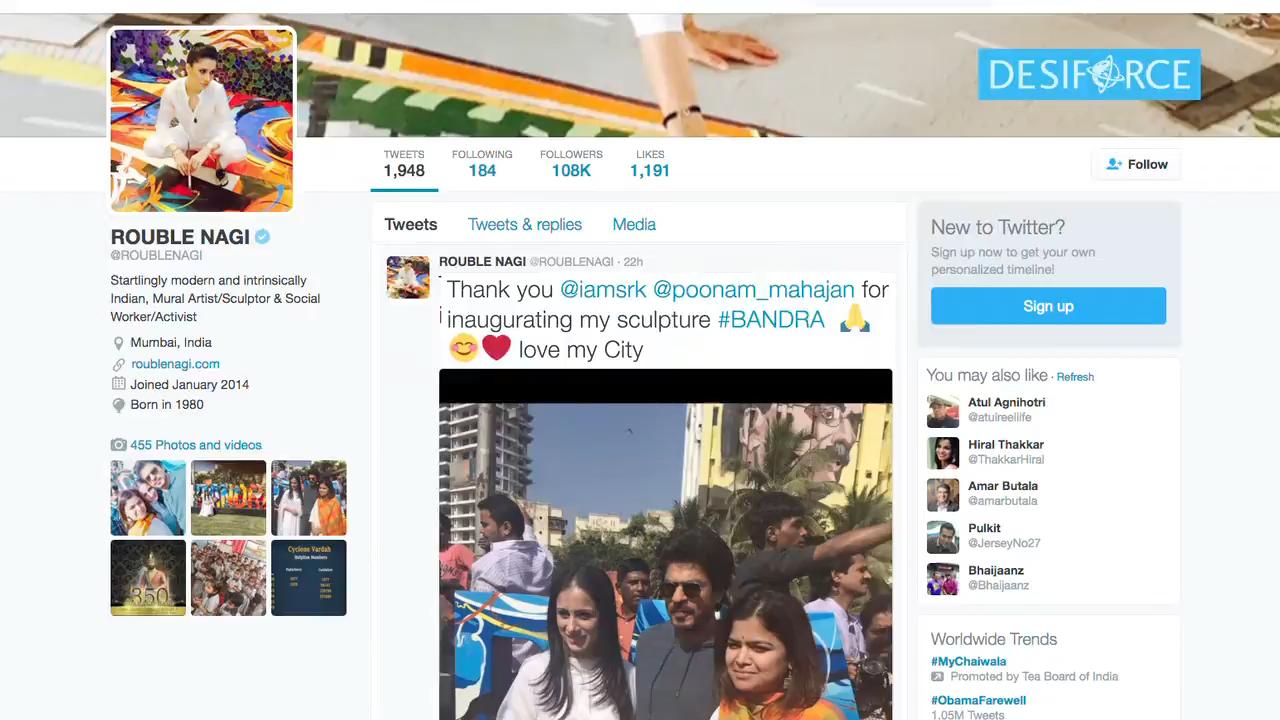 DESIFORCE
TWEETS
1,948
FOLLOWING
184
FOLLOWERS
108K
LIKES
1,191
Follow
ROUBLE NAGI
@ROUBLENAGI
Startlingly modern and intrinsically
Indian, Mural Artist/Sculptor & Social
Worker/Activist
Mumbai, India
roublenagi.com
Joined January 2014
Born in 1980
455 Photos and videos
350
Cyclone Vardah
Helpline Numbers
Tweets
Tweets & replies
Media
ROUBLE NAGI @ROUBLENAGI · 22h
Thank you @iamsrk @poonam_mahajan for
inaugurating my sculpture #BANDRA 🙏
😊❤️ love my City
New to Twitter?
Sign up now to get your own
personalized timeline!
Sign up
You may also like · Refresh
Atul Agnihotri
@atulreellife
Hiral Thakkar
@ThakkarHiral
Amar Butala
@amarbutala
Pulkit
@JerseyNo27
Bhaijaanz
@Bhaijaanz
Worldwide Trends
#MyChaiwala
Promoted by Tea Board of India
#ObamaFarewell
1.05M Tweets